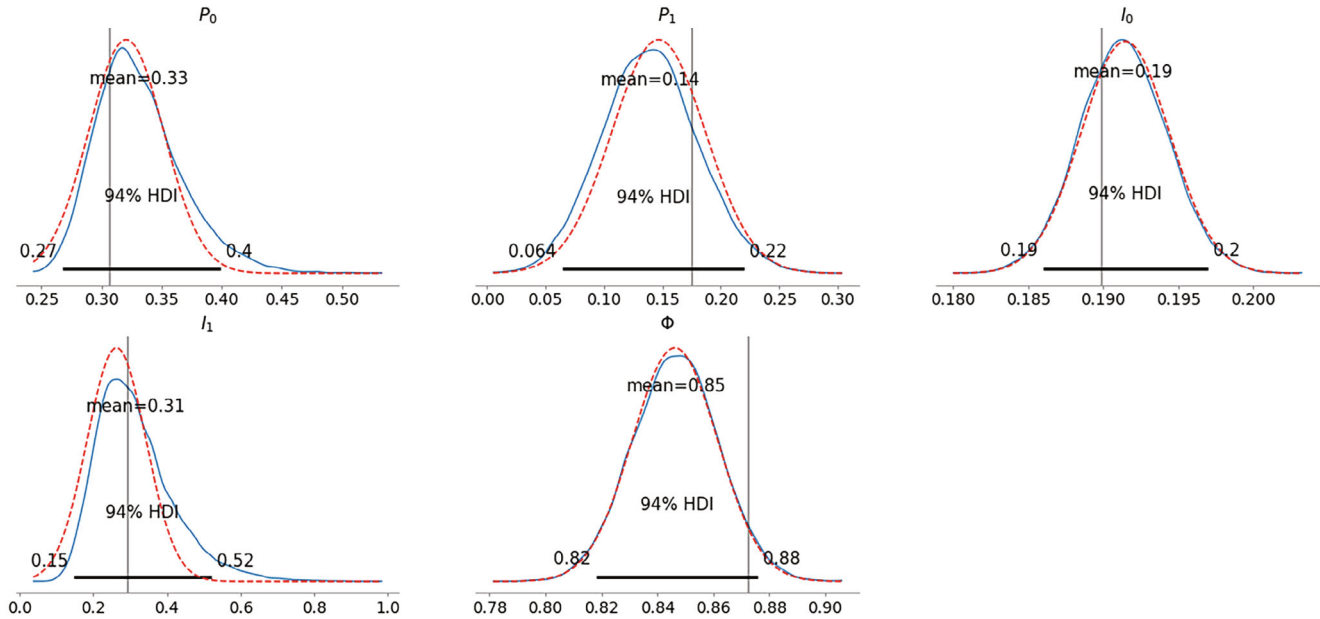 P₀
mean=0.33
94% HDI
0.27 0.4
0.25 0.30 0.35 0.40 0.45 0.50
P₁
mean=0.14
94% HDI
0.064 0.22
0.00 0.05 0.10 0.15 0.20 0.25 0.30
I₀
mean=0.19
94% HDI
0.19 0.2
0.180 0.185 0.190 0.195 0.200
I₁
mean=0.31
94% HDI
0.15 0.52
0.0 0.2 0.4 0.6 0.8 1.0
Φ
mean=0.85
94% HDI
0.82 0.88
0.78 0.80 0.82 0.84 0.86 0.88 0.90